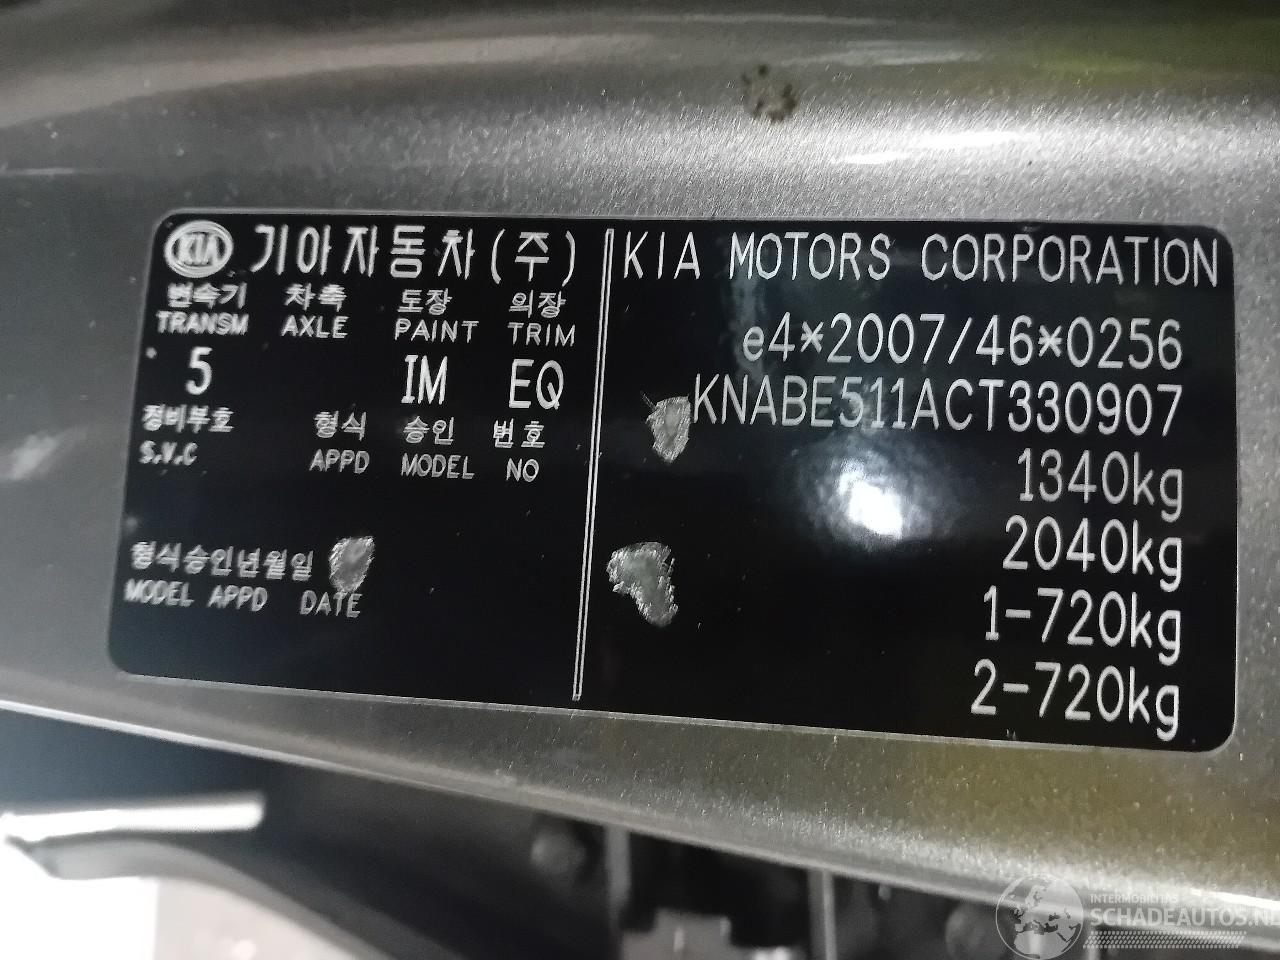 KIA 기아자동차(주)
변속기 차축 도장 의장
TRANSM AXLE PAINT TRIM
5 IM EQ
정비부호 형식 승인 번호
S.V.C APPD MODEL NO
형식승인년월일
MODEL APPD DATE
KIA MOTORS CORPORATION
e4*2007/46*0256
KNABE511ACT330907
1340kg
2040kg
1-720kg
2-720kg
INTERMOBILITAS
SCHADEAUTOS.NL